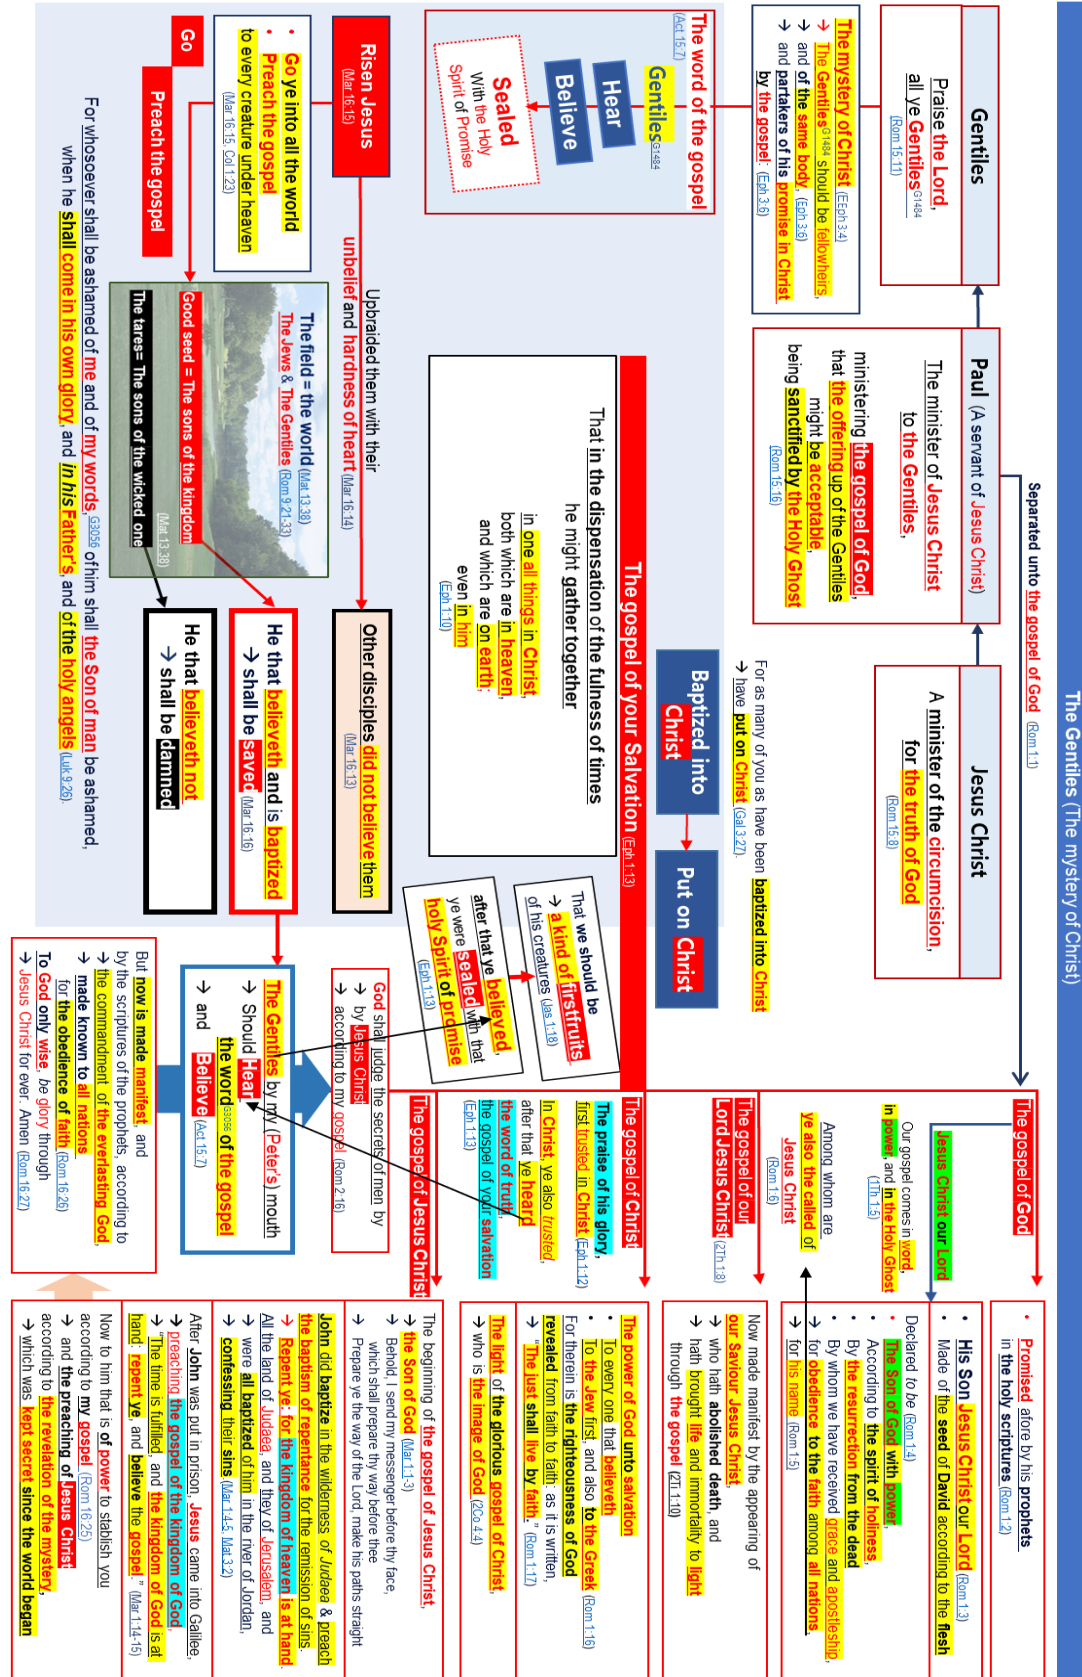 The Gentiles (The mystery of Christ)
Separated unto the gospel of God (Rom 1:1)
Gentiles
Praise the Lord,
all ye Gentiles G1484
(Rom 15:11)
Paul (A servant of Jesus Christ)
The minister of Jesus Christ
to the Gentiles,
ministering the gospel of God,
that the offering up of the Gentiles
might be acceptable,
being sanctified by the Holy Ghost
(Rom 15:16)
Jesus Christ
A minister of the circumcision,
for the truth of God
(Rom 15:8)
The mystery of Christ (EEph 3:4)
→ The Gentiles G1484 should be fellowheirs,
→ and of the same body, (Eph 3:6)
→ and partakers of his promise in Christ
by the gospel: (Eph 3:6)
For as many of you as have been baptized into Christ
→ have put on Christ (Gal 3:27).
Baptized into
Christ
Put on Christ
The word of the gospel
(Act 15:7)
Gentiles G1484
Hear
Believe
Sealed
With the Holy
Spirit of Promise
The gospel of your Salvation (Eph 1:13)
That in the dispensation of the fulness of times
he might gather together
in one all things in Christ,
both which are in heaven,
and which are on earth;
even in him
(Eph 1:10)
That we should be
→ a kind of firstfruits
of his creatures (Jas 1:18)
after that ye believed,
ye were sealed with that
holy Spirit of promise
(Eph 1:13)
Risen Jesus
(Mar 16:15)
Upbraided them with their
unbelief and hardness of heart (Mar 16:14)
Other disciples did not believe them
(Mar 16:13)
• Go ye into all the world
• Preach the gospel
to every creature under heaven
(Mar 16:15, Col 1:23)
Go
Preach the gospel
The field = the world (Mat 13:38)
The Jews & The Gentiles (Rom 9:21-33)
Good seed = The sons of the kingdom
(Mat 13:38)
The tares= The sons of the wicked one
He that believeth and is baptized
→ shall be saved (Mar 16:16)
He that believeth not
→ shall be damned
For whosoever shall be ashamed of me and of my words, G3056 of him shall the Son of man be ashamed,
when he shall come in his own glory, and in his Father's, and of the holy angels (Luk 9:26).
The gospel of God
Jesus Christ our Lord
Our gospel comes in word,
in power, and in the Holy Ghost
(1Th 1:5)
Among whom are
ye also the called of
Jesus Christ
(Rom 1:6)
The gospel of our
Lord Jesus Christ (2Th 1:8)
The gospel of Christ
The praise of his glory,
first trusted in Christ (Eph 1:12)
In Christ, ye also trusted,
after that ye heard
the word of truth,
the gospel of your salvation
(Eph 1:13)
The gospel of Jesus Christ
God shall judge the secrets of men by
→ by Jesus Christ
→ according to my gospel (Rom 2:16)
The Gentiles by my (Peter's) mouth
→ Should Hear
the word G3056 of the gospel
→ and Believe (Act 15:7)
But now is made manifest, and
by the scriptures of the prophets, according to
→ the commandment of the everlasting God,
→ made known to all nations
for the obedience of faith (Rom 16:26)
To God only wise, be glory through
→ Jesus Christ for ever. Amen (Rom 16:27)
• Promised afore by his prophets
in the holy scriptures (Rom 1:2)
• His Son Jesus Christ our Lord (Rom 1:3)
• Made of the seed of David according to the flesh
Declared to be (Rom 1:4)
• The Son of God with power,
• According to the spirit of holiness,
• By the resurrection from the dead
• By whom we have received grace and apostleship,
→ for obedience to the faith among all nations.
→ for his name (Rom 1:5)
Now made manifest by the appearing of
our Saviour Jesus Christ,
→ who hath abolished death, and
→ hath brought life and immortality to light
through the gospel (2Ti 1:10)
The power of God unto salvation
• To every one that believeth
• To the Jew first, and also to the Greek (Rom 1:16)
For therein is the righteousness of God
revealed from faith to faith: as it is written,
→ "The just shall live by faith." (Rom 1:17)
The light of the glorious gospel of Christ,
→ who is the image of God (2Co 4:4)
The beginning of the gospel of Jesus Christ,
→ the Son of God (Mar 1:1-3)
→ Behold, I send my messenger before thy face,
which shall prepare thy way before thee
→ Prepare ye the way of the Lord, make his paths straight
John did baptize in the wilderness of Judaea & preach
the baptism of repentance for the remission of sins.
→ Repent ye: for the kingdom of heaven is at hand.
All the land of Judaea, and they of Jerusalem, and
→ were all baptized of him in the river of Jordan,
→ confessing their sins (Mar 1:4-5, Mat 3:2)
After John was put in prison, Jesus came into Galilee,
→ preaching the gospel of the kingdom of God,
→ "The time is fulfilled, and the kingdom of God is at
hand: repent ye, and believe the gospel." (Mar 1:14-15)
Now to him that is of power to stablish you
according to my gospel (Rom 16:25)
→ and the preaching of Jesus Christ
according to the revelation of the mystery,
→ which was kept secret since the world began